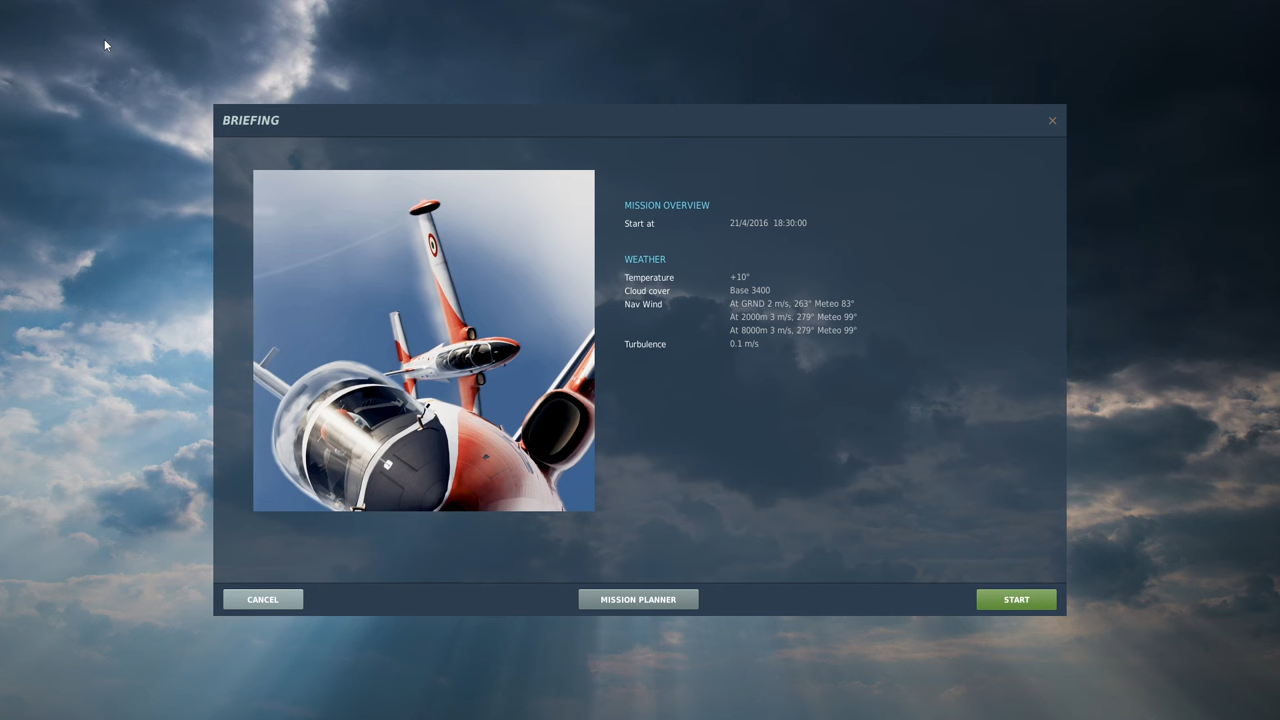 BRIEFING
MISSION OVERVIEW
Start at 21/4/2016 18:30:00
WEATHER
Temperature +10°
Cloud cover Base 3400
Nav Wind At GRND 2 m/s, 263° Meteo 83°
At 2000m 3 m/s, 279° Meteo 99°
At 8000m 3 m/s, 279° Meteo 99°
Turbulence 0.1 m/s
CANCEL MISSION PLANNER START